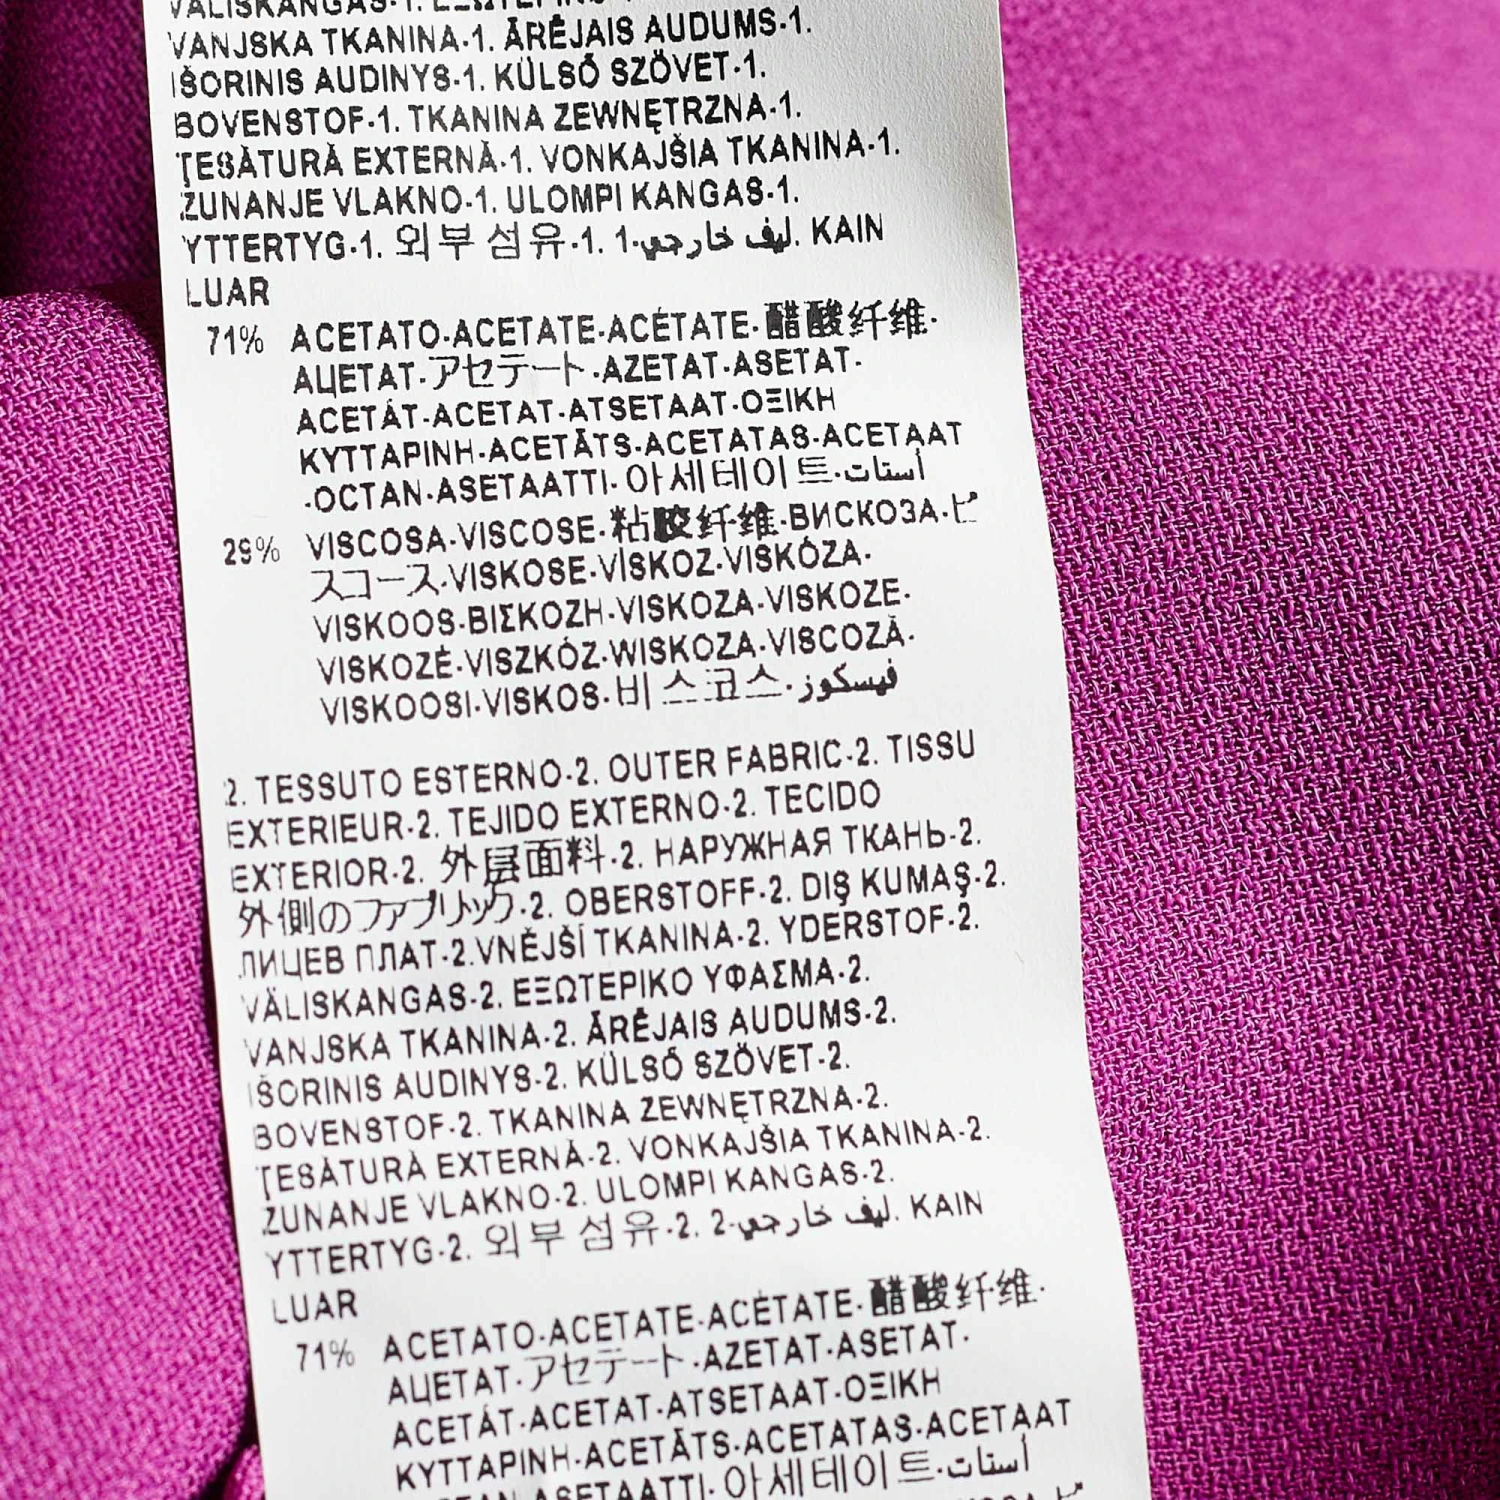 VÄLISKANGAS-1.
VANJSKA TKANINA-1. ĀRĒJAIS AUDUMS-1.
IŠORINIS AUDINYS-1. KÜLSŐ SZÖVET-1.
BOVENSTOF-1. TKANINA ZEWNĘTRZNA-1.
ŢESĂTURĂ EXTERNĂ-1. VONKAJŠIA TKANINA-1.
ZUNANJE VLAKNO-1. ULOMPI KANGAS-1.
YTTERTYG-1. 외부 섬유-1. 1-ليف خارجي. KAIN
LUAR
71% ACETATO-ACETATE-ACÉTATE-醋酸纤维-
АЦЕТАТ-アセテート-AZETAT-ASETAT-
ACETÁT-ACETAT-ATSETAAT-ΟΞΙΚΗ
ΚΥΤΤΑΡΙΝΗ-ACETĀTS-ACETATAS-ACETAAT
-OCTAN-ASETAATTI-아세테이트-أستات
29% VISCOSA-VISCOSE-粘胶纤维-ВИСКОЗА-ビ
スコース-VISKOSE-VİSKOZ-VISKÓZA-
VISKOOS-ΒΙΣΚΟΖΗ-VISKOZA-VISKOZE-
VISKOZĖ-VISZKÓZ-WISKOZA-VISCOZĂ-
VISKOOSI-VISKOS-비스코스-فيسكوز
2. TESSUTO ESTERNO-2. OUTER FABRIC-2. TISSU
EXTERIEUR-2. TEJIDO EXTERNO-2. TECIDO
EXTERIOR-2. 外层面料-2. НАРУЖНАЯ ТКАНЬ-2.
外側のファブリック-2. OBERSTOFF-2. DIŞ KUMAŞ-2.
ЛИЦЕВ ПЛАТ-2.VNĚJŠÍ TKANINA-2. YDERSTOF-2.
VÄLISKANGAS-2. ΕΞΩΤΕΡΙΚΟ ΥΦΑΣΜΑ-2.
VANJSKA TKANINA-2. ĀRĒJAIS AUDUMS-2.
IŠORINIS AUDINYS-2. KÜLSŐ SZÖVET-2.
BOVENSTOF-2. TKANINA ZEWNĘTRZNA-2.
ŢESĂTURĂ EXTERNĂ-2. VONKAJŠIA TKANINA-2.
ZUNANJE VLAKNO-2. ULOMPI KANGAS-2.
YTTERTYG-2. 외부 섬유-2. 2-ليف خارجي. KAIN
LUAR
71% ACETATO-ACETATE-ACÉTATE-醋酸纤维-
АЦЕТАТ-アセテート-AZETAT-ASETAT-
ACETÁT-ACETAT-ATSETAAT-ΟΞΙΚΗ
ΚΥΤΤΑΡΙΝΗ-ACETĀTS-ACETATAS-ACETAAT
ASETAATTI-아세테이트-أستات